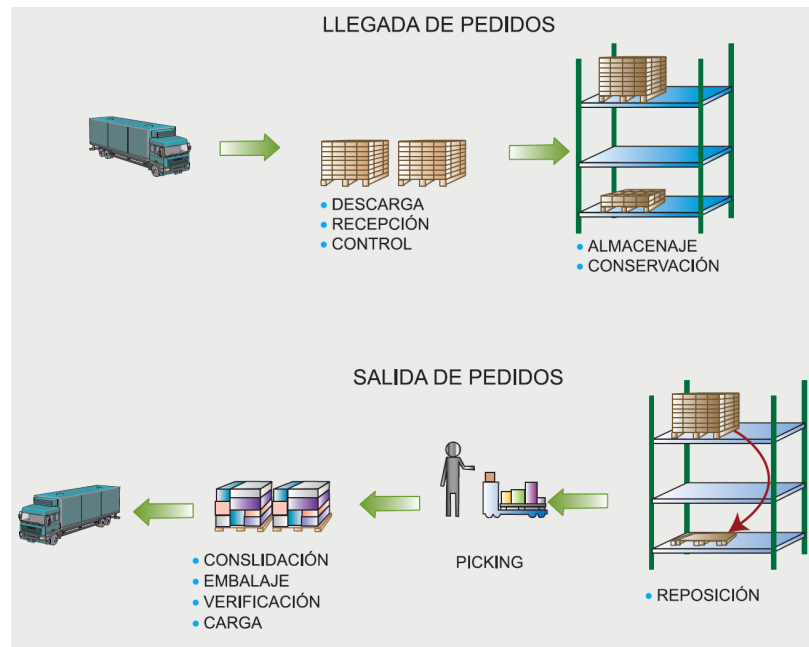 LLEGADA DE PEDIDOS
• DESCARGA
• RECEPCIÓN
• CONTROL
• ALMACENAJE
• CONSERVACIÓN
SALIDA DE PEDIDOS
• CONSLIDACIÓN
• EMBALAJE
• VERIFICACIÓN
• CARGA
PICKING
• REPOSICIÓN